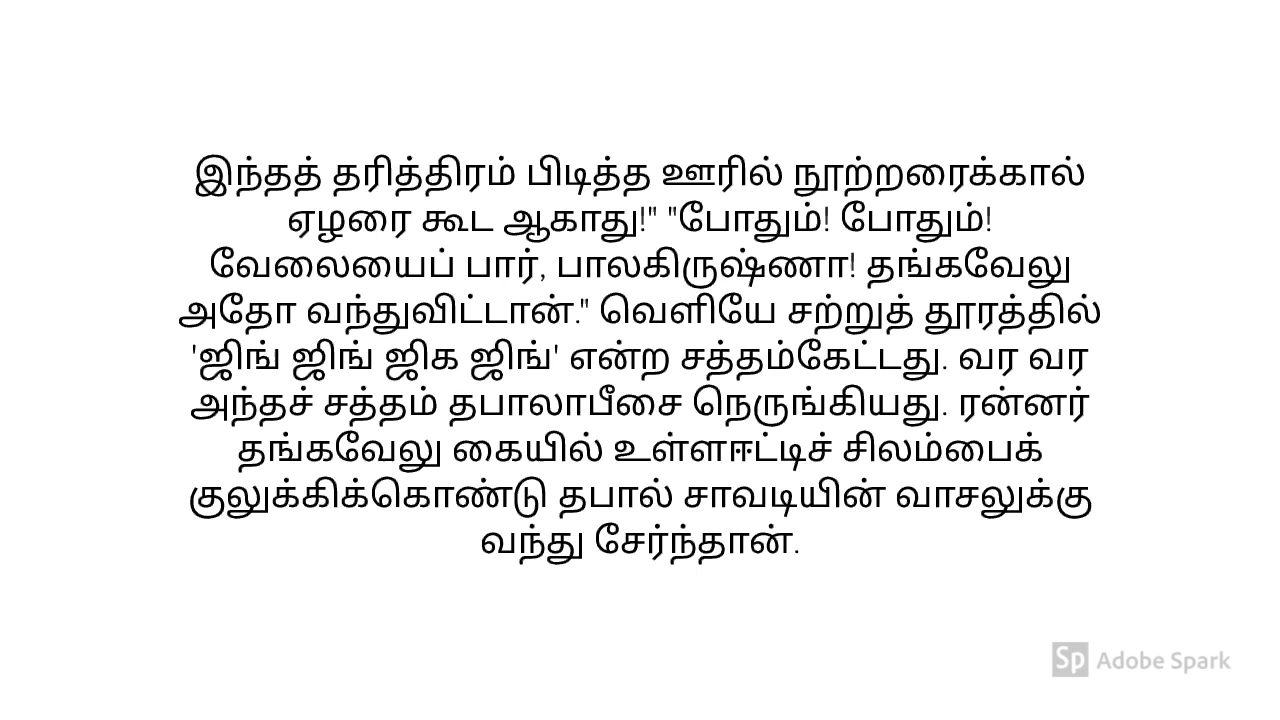 இந்தத் தரித்திரம் பிடித்த ஊரில் நூற்றரைக்கால்
ஏழரை கூட ஆகாது!" "போதும்! போதும்!
வேலையைப் பார், பாலகிருஷ்ணா! தங்கவேலு
அதோ வந்துவிட்டான்." வெளியே சற்றுத் தூரத்தில்
'ஜிங் ஜிங் ஜிக ஜிங்' என்ற சத்தம்கேட்டது. வர வர
அந்தச் சத்தம் தபாலாபீசை நெருங்கியது. ரன்னர்
தங்கவேலு கையில் உள்ளஈட்டிச் சிலம்பைக்
குலுக்கிக்கொண்டு தபால் சாவடியின் வாசலுக்கு
வந்து சேர்ந்தான்.
Sp Adobe Spark